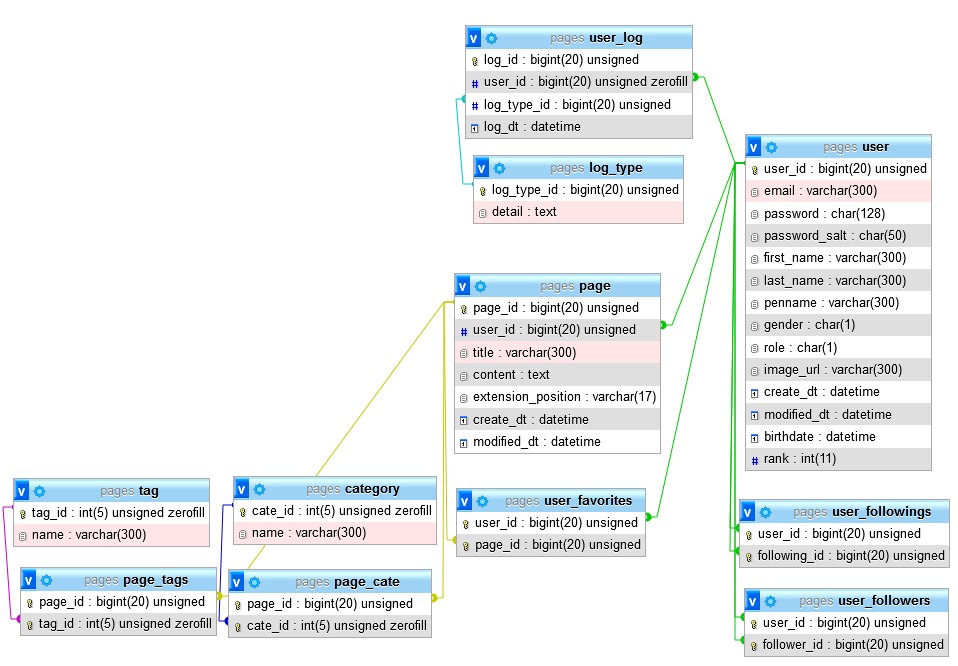 v pages user_log
log_id : bigint(20) unsigned
# user_id : bigint(20) unsigned zerofill
# log_type_id : bigint(20) unsigned
log_dt : datetime
v pages log_type
log_type_id : bigint(20) unsigned
detail : text
v pages user
user_id : bigint(20) unsigned
email : varchar(300)
password : char(128)
password_salt : char(50)
first_name : varchar(300)
last_name : varchar(300)
penname : varchar(300)
gender : char(1)
role : char(1)
image_url : varchar(300)
create_dt : datetime
modified_dt : datetime
birthdate : datetime
# rank : int(11)
v pages page
page_id : bigint(20) unsigned
# user_id : bigint(20) unsigned
title : varchar(300)
content : text
extension_position : varchar(17)
create_dt : datetime
modified_dt : datetime
v pages tag
tag_id : int(5) unsigned zerofill
name : varchar(300)
v pages category
cate_id : int(5) unsigned zerofill
name : varchar(300)
v pages user_favorites
user_id : bigint(20) unsigned
page_id : bigint(20) unsigned
v pages user_followings
user_id : bigint(20) unsigned
following_id : bigint(20) unsigned
v pages page_tags
page_id : bigint(20) unsigned
tag_id : int(5) unsigned zerofill
v pages page_cate
page_id : bigint(20) unsigned
cate_id : int(5) unsigned zerofill
v pages user_followers
user_id : bigint(20) unsigned
follower_id : bigint(20) unsigned